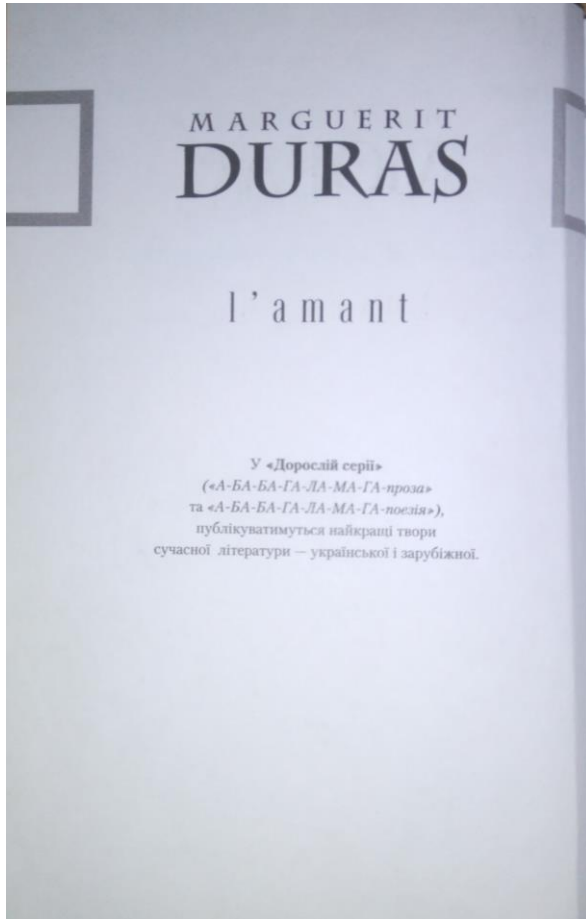 MARGUERIT
DURAS
l'amant
У «Дорослій серії»
(«А-БА-БА-ГА-ЛА-МА-ГА-проза»
та «А-БА-БА-ГА-ЛА-МА-ГА-поезія»),
публікуватимуться найкращі твори
сучасної літератури — української і зарубіжної.